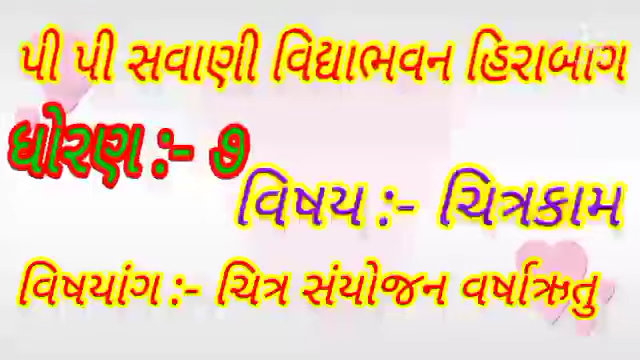 પી પી સવાણી વિદ્યાભવન હિરાબાગ
ધોરણ :- ૭
વિષય :- ચિત્રકામ
વિષયાંગ :- ચિત્ર સંયોજન વર્ષાઋતુ